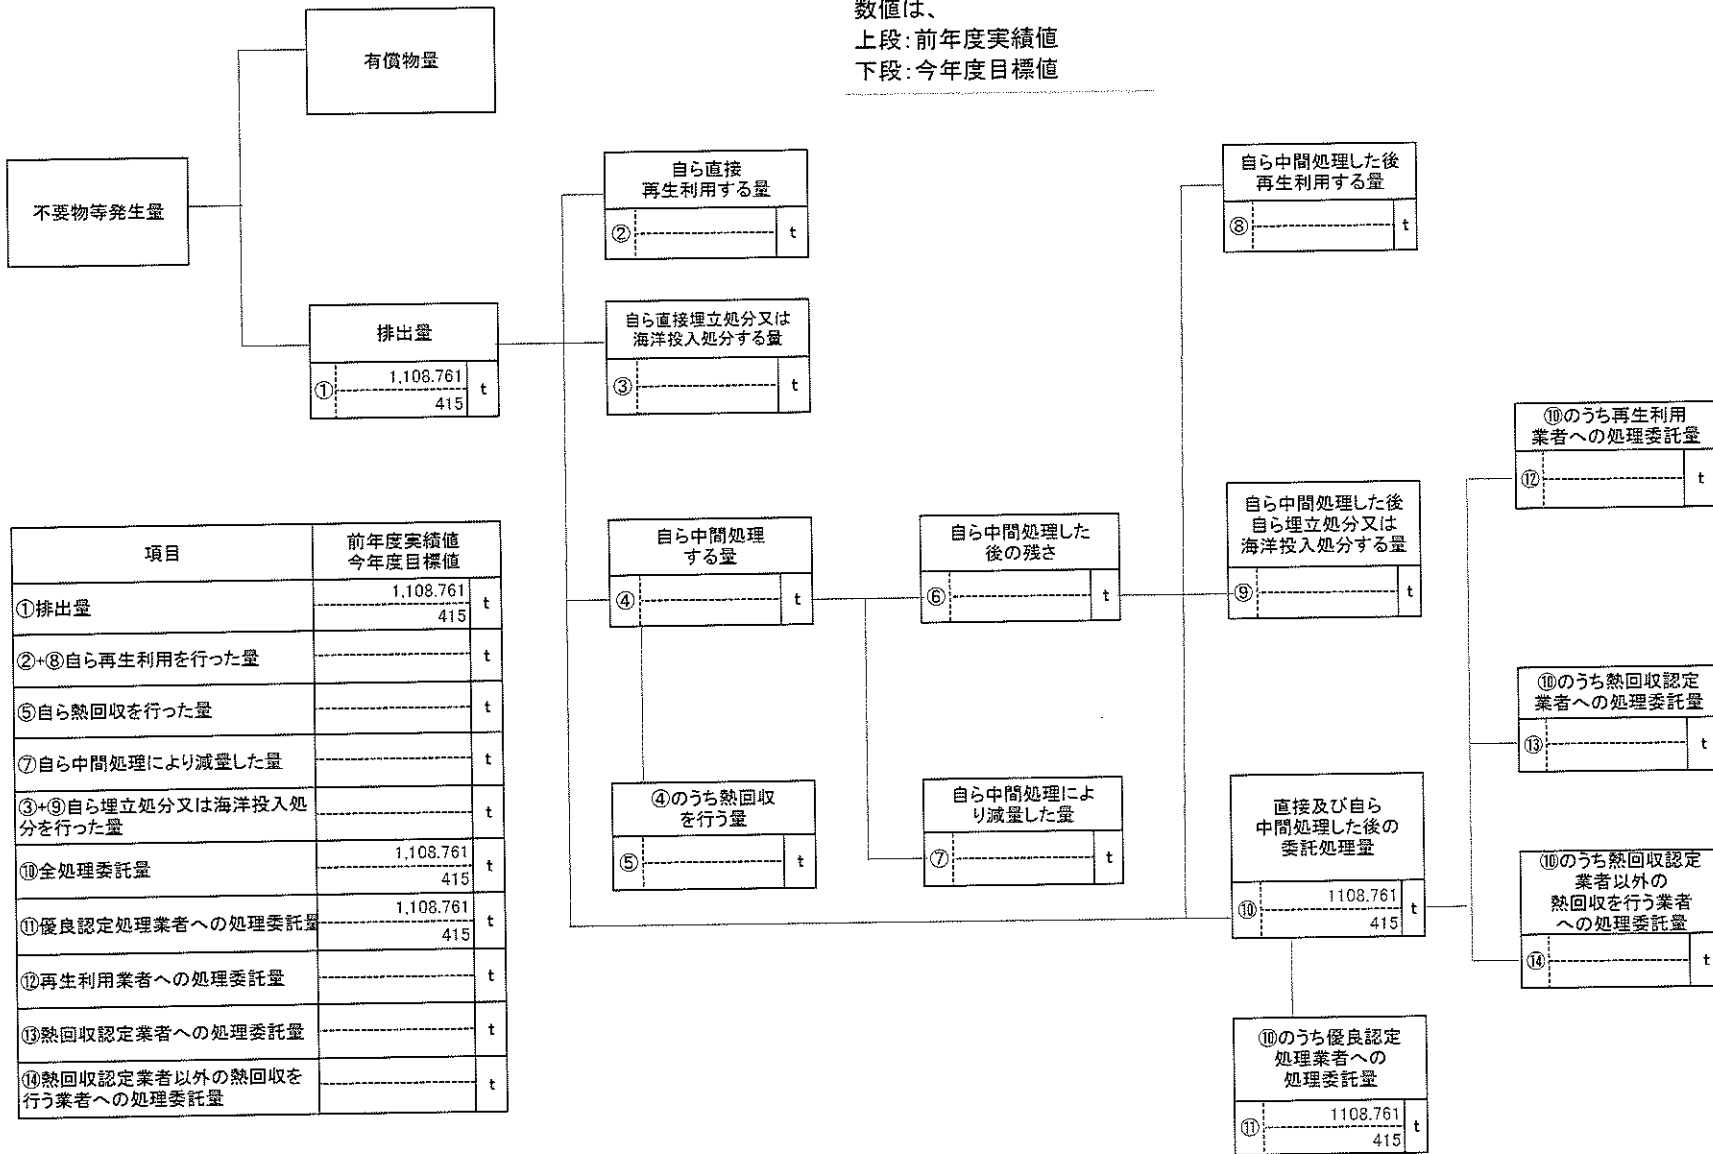 数値は、
上段:前年度実績値
下段:今年度目標値
有償物量
不要物等発生量
排出量
① 1,108.761 t
415
自ら直接
再生利用する量
② t
自ら直接埋立処分又は
海洋投入処分する量
③ t
自ら中間処理
する量
④ t
④のうち熱回収
を行う量
⑤ t
自ら中間処理した
後の残さ
⑥ t
自ら中間処理によ
り減量した量
⑦ t
自ら中間処理した後
再生利用する量
⑧ t
自ら中間処理した後
自ら埋立処分又は
海洋投入処分する量
⑨ t
直接及び自ら
中間処理した後の
委託処理量
⑩ 1108.761 t
415
⑩のうち優良認定
処理業者への
処理委託量
⑪ 1108.761 t
415
⑩のうち再生利用
業者への処理委託量
⑫ t
⑩のうち熱回収認定
業者への処理委託量
⑬ t
⑩のうち熱回収認定
業者以外の
熱回収を行う業者
への処理委託量
⑭ t
項目 前年度実績値
今年度目標値
①排出量 1,108.761 t
415
②+⑧自ら再生利用を行った量 t
⑤自ら熱回収を行った量 t
⑦自ら中間処理により減量した量 t
③+⑨自ら埋立処分又は海洋投入処
分を行った量 t
⑩全処理委託量 1,108.761 t
415
⑪優良認定処理業者への処理委託量 1,108.761 t
415
⑫再生利用業者への処理委託量 t
⑬熱回収認定業者への処理委託量 t
⑭熱回収認定業者以外の熱回収を
行う業者への処理委託量 t